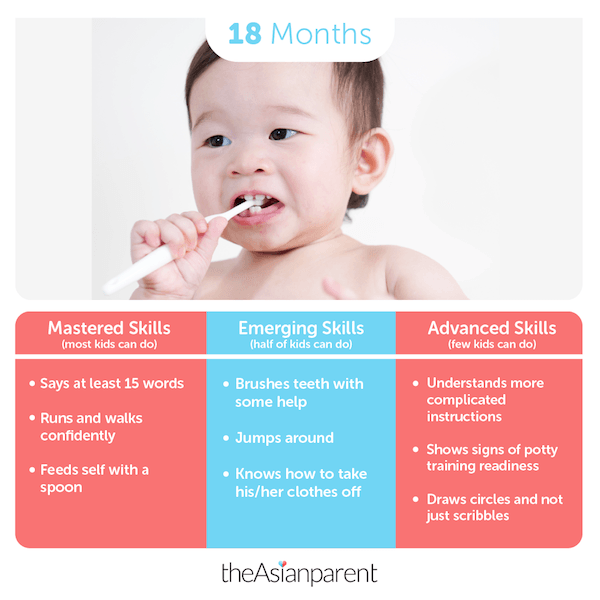 18 Months
Mastered Skills
(most kids can do)
• Says at least 15 words
• Runs and walks
confidently
• Feeds self with a
spoon
Emerging Skills
(half of kids can do)
• Brushes teeth with
some help
• Jumps around
• Knows how to take
his/her clothes off
Advanced Skills
(few kids can do)
• Understands more
complicated
instructions
• Shows signs of potty
training readiness
• Draws circles and not
just scribbles
theAsianparent